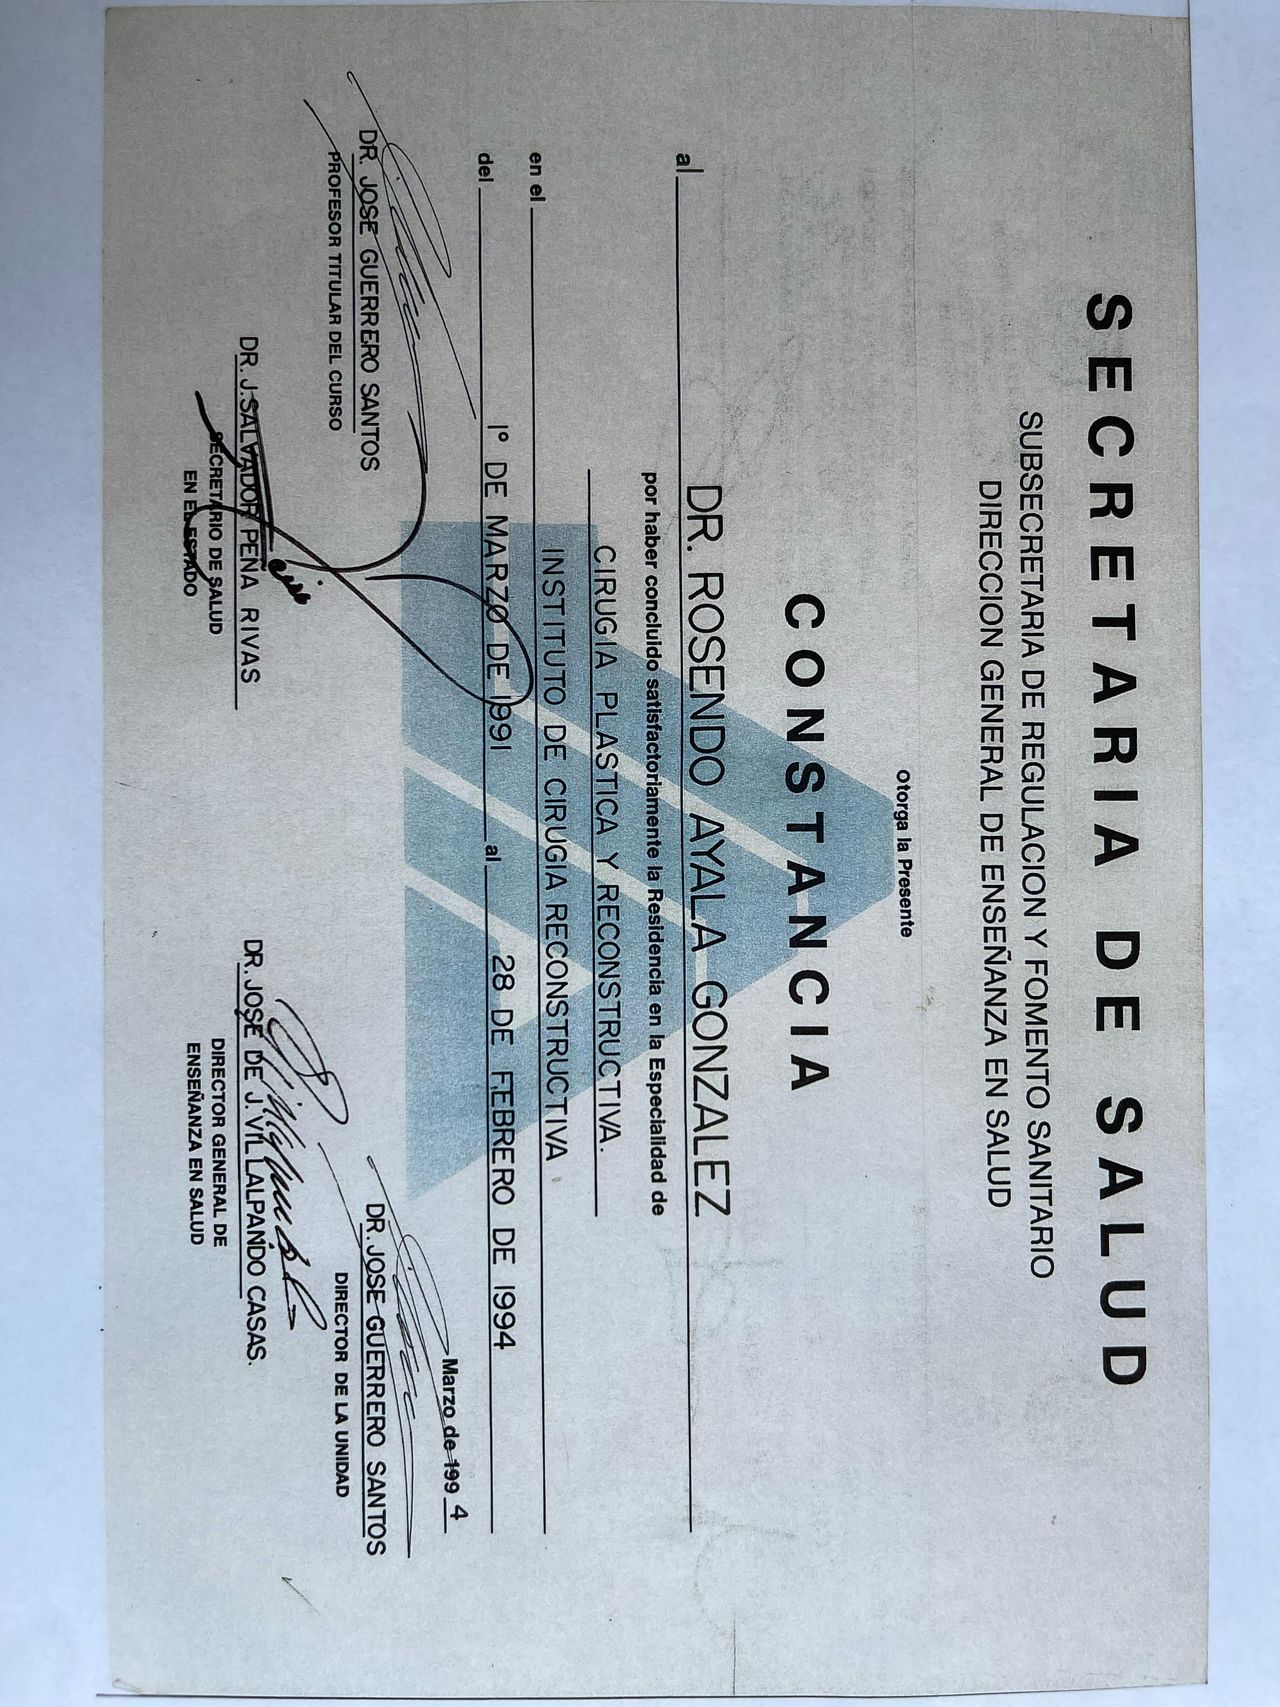 SECRETARIA DE SALUD
SUBSECRETARIA DE REGULACION Y FOMENTO SANITARIO
DIRECCION GENERAL DE ENSEÑANZA EN SALUD
Otorga la Presente
CONSTANCIA
al DR. ROSENDO AYALA GONZALEZ
por haber concluido satisfactoriamente la Residencia en la Especialidad de
CIRUGIA PLASTICA Y RECONSTRUCTIVA.
en el INSTITUTO DE CIRUGIA RECONSTRUCTIVA
del 1º DE MARZO DE 1991 al 28 DE FEBRERO DE 1994
Marzo de 1994
DR. JOSE GUERRERO SANTOS
PROFESOR TITULAR DEL CURSO
DR. JOSE GUERRERO SANTOS
DIRECTOR DE LA UNIDAD
DR. J. SALVADOR PEÑA RIVAS
SECRETARIO DE SALUD
EN EL ESTADO
DR. JOSE DE J. VILLALPANDO CASAS.
DIRECTOR GENERAL DE
ENSEÑANZA EN SALUD